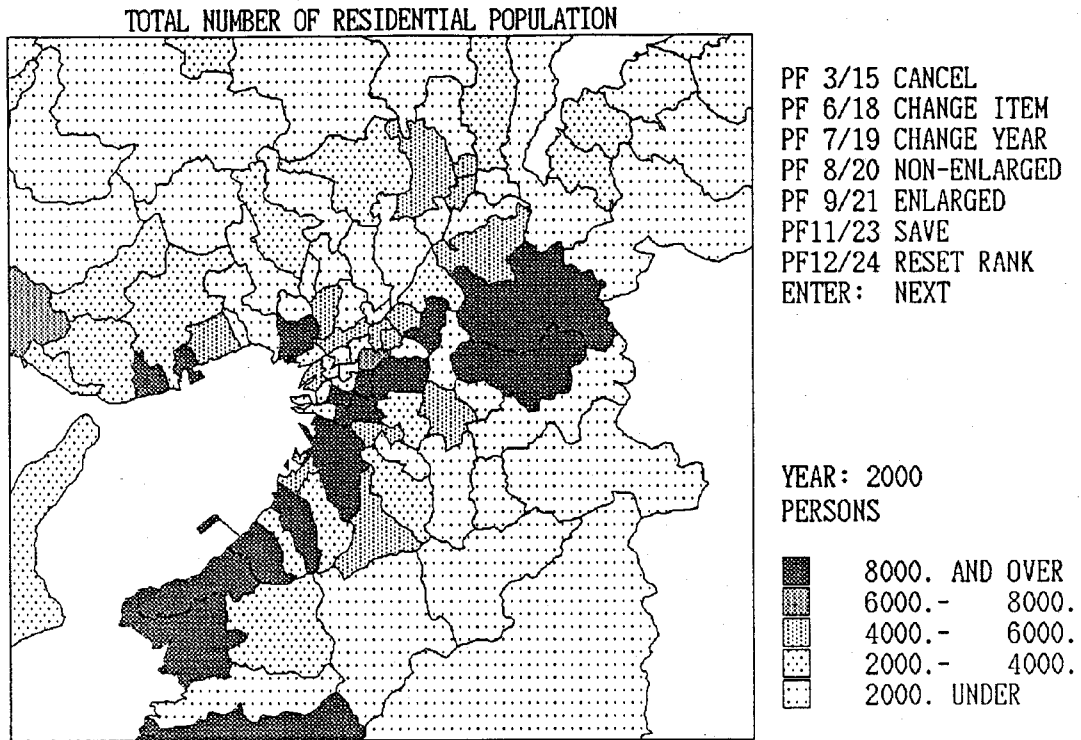 TOTAL NUMBER OF RESIDENTIAL POPULATION
PF 3/15 CANCEL
PF 6/18 CHANGE ITEM
PF 7/19 CHANGE YEAR
PF 8/20 NON-ENLARGED
PF 9/21 ENLARGED
PF11/23 SAVE
PF12/24 RESET RANK
ENTER: NEXT
YEAR: 2000
PERSONS
8000. AND OVER
6000.- 8000.
4000.- 6000.
2000.- 4000.
2000. UNDER